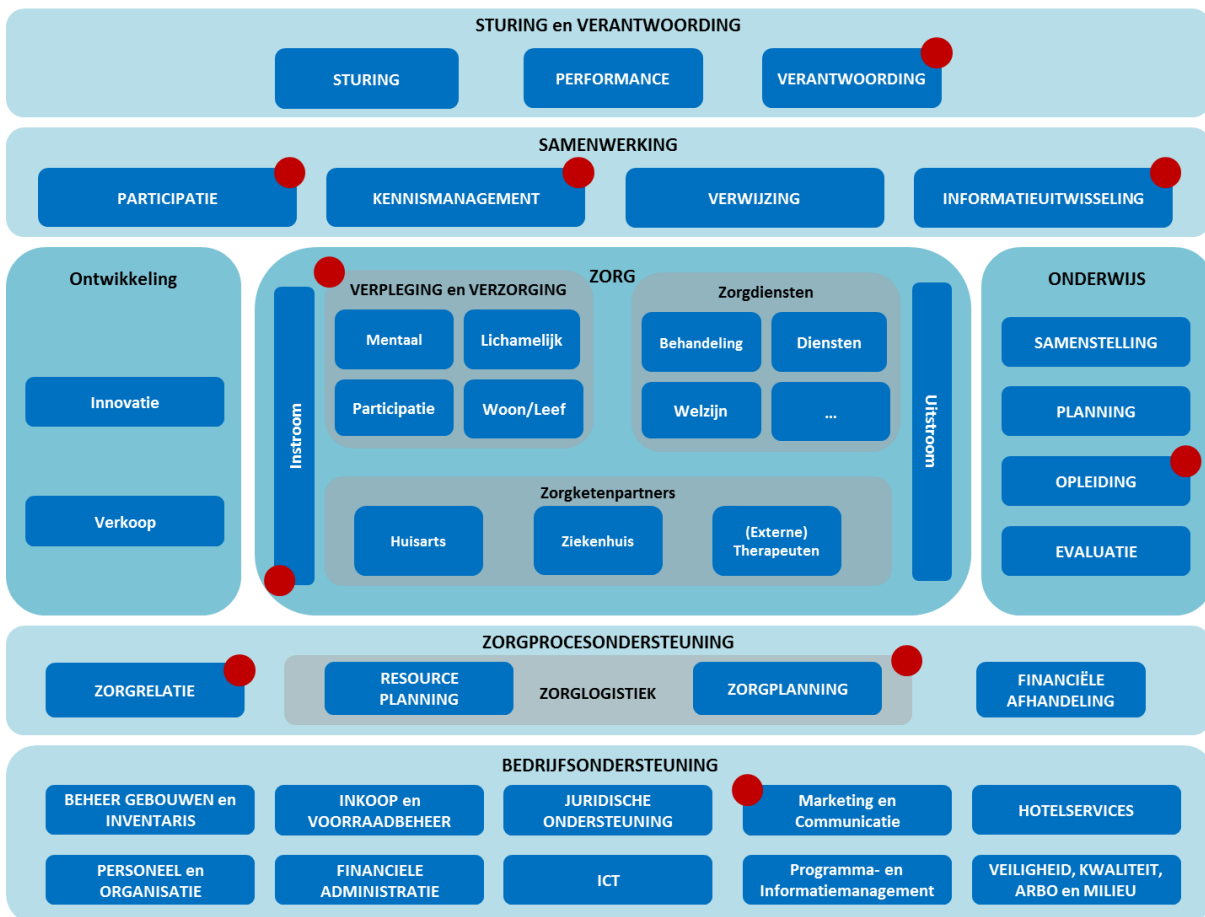 STURING en VERANTWOORDING
STURING
PERFORMANCE
VERANTWOORDING
SAMENWERKING
PARTICIPATIE
KENNISMANAGEMENT
VERWIJZING
INFORMATIEUITWISSELING
Ontwikkeling
Innovatie
Verkoop
ZORG
Instroom
VERPLEGING en VERZORGING
Mentaal
Lichamelijk
Participatie
Woon/Leef
Zorgdiensten
Behandeling
Diensten
Welzijn
...
Zorgketenpartners
Huisarts
Ziekenhuis
(Externe)
Therapeuten
Uitstroom
ONDERWIJS
SAMENSTELLING
PLANNING
OPLEIDING
EVALUATIE
ZORGPROCESONDERSTEUNING
ZORGRELATIE
RESOURCE
PLANNING
ZORGLOGISTIEK
ZORGPLANNING
FINANCIËLE
AFHANDELING
BEDRIJFSONDERSTEUNING
BEHEER GEBOUWEN en
INVENTARIS
INKOOP en
VOORRAADBEHEER
JURIDISCHE
ONDERSTEUNING
Marketing en
Communicatie
HOTELSERVICES
PERSONEEL en
ORGANISATIE
FINANCIELE
ADMINISTRATIE
ICT
Programma- en
Informatiemanagement
VEILIGHEID, KWALITEIT,
ARBO en MILIEU